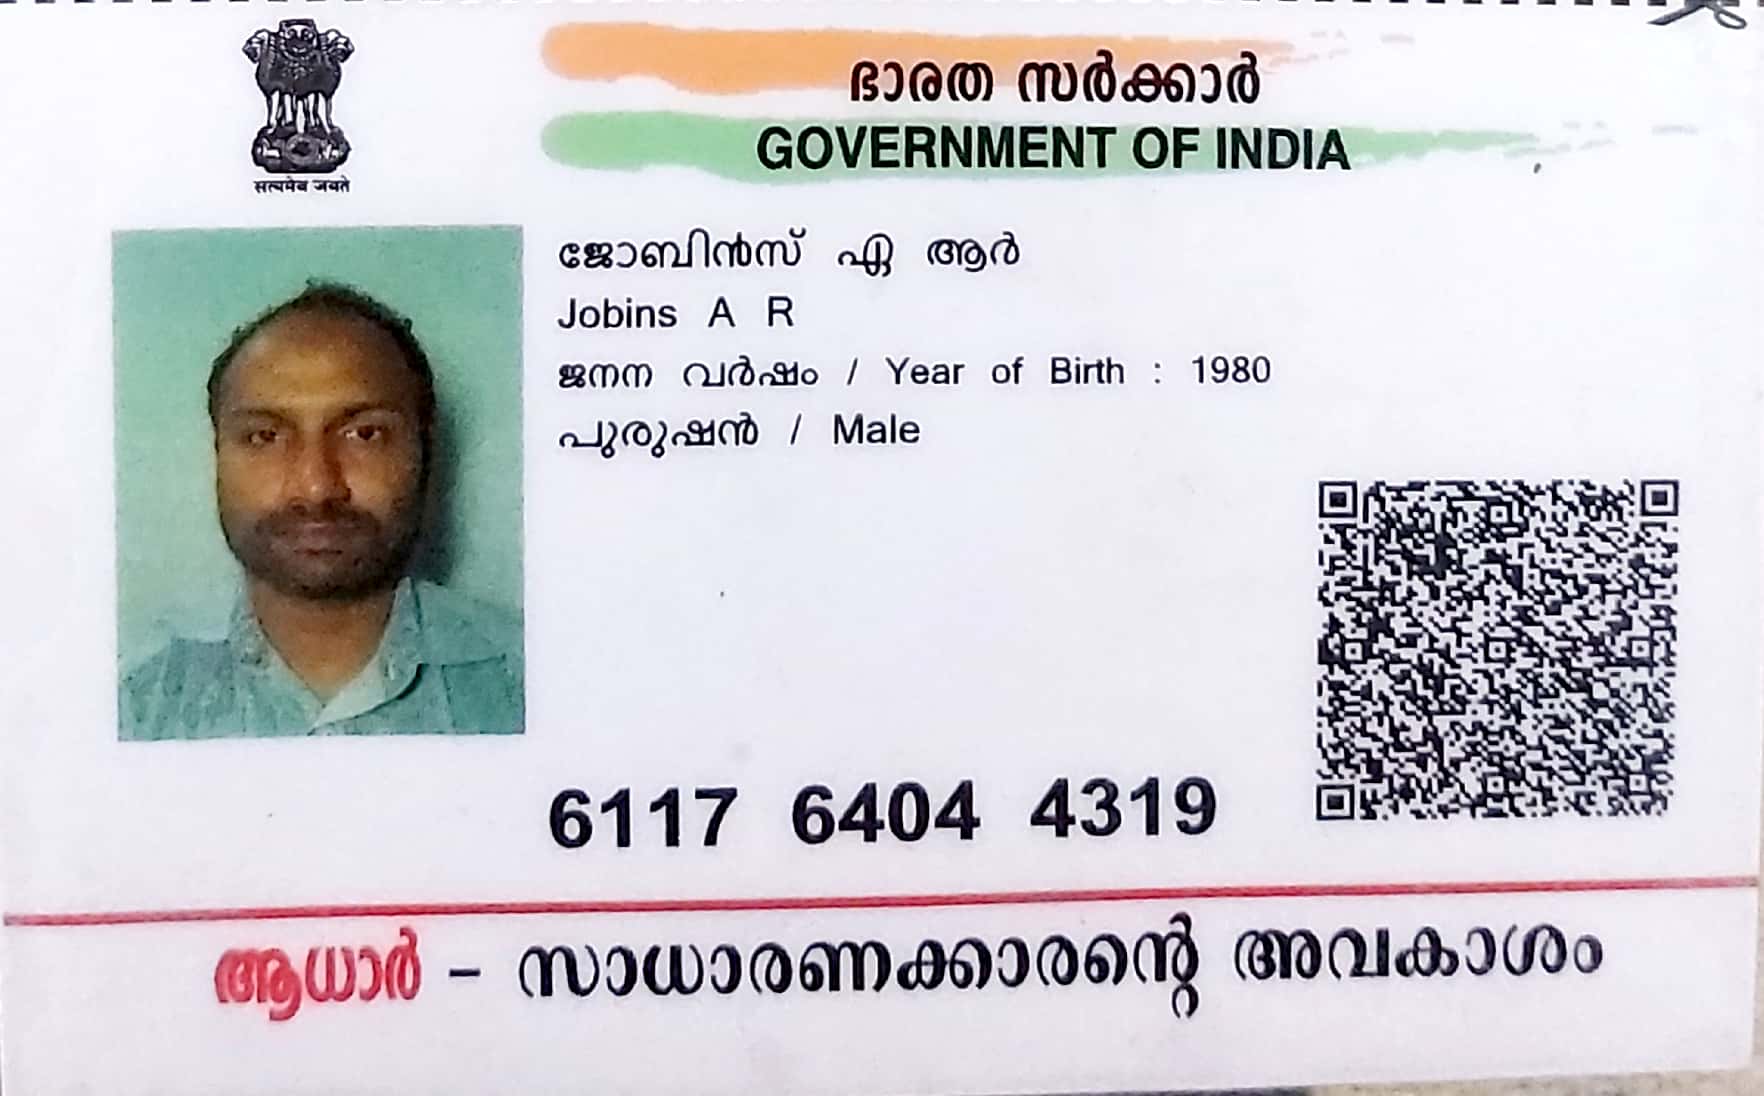 सत्यमेव जयते
ഭാരത സർക്കാർ
GOVERNMENT OF INDIA
ജോബിൻസ് ഏ ആർ
Jobins A R
ജനന വർഷം / Year of Birth : 1980
പുരുഷൻ / Male
6117 6404 4319
ആധാർ - സാധാരണക്കാരന്റെ അവകാശം